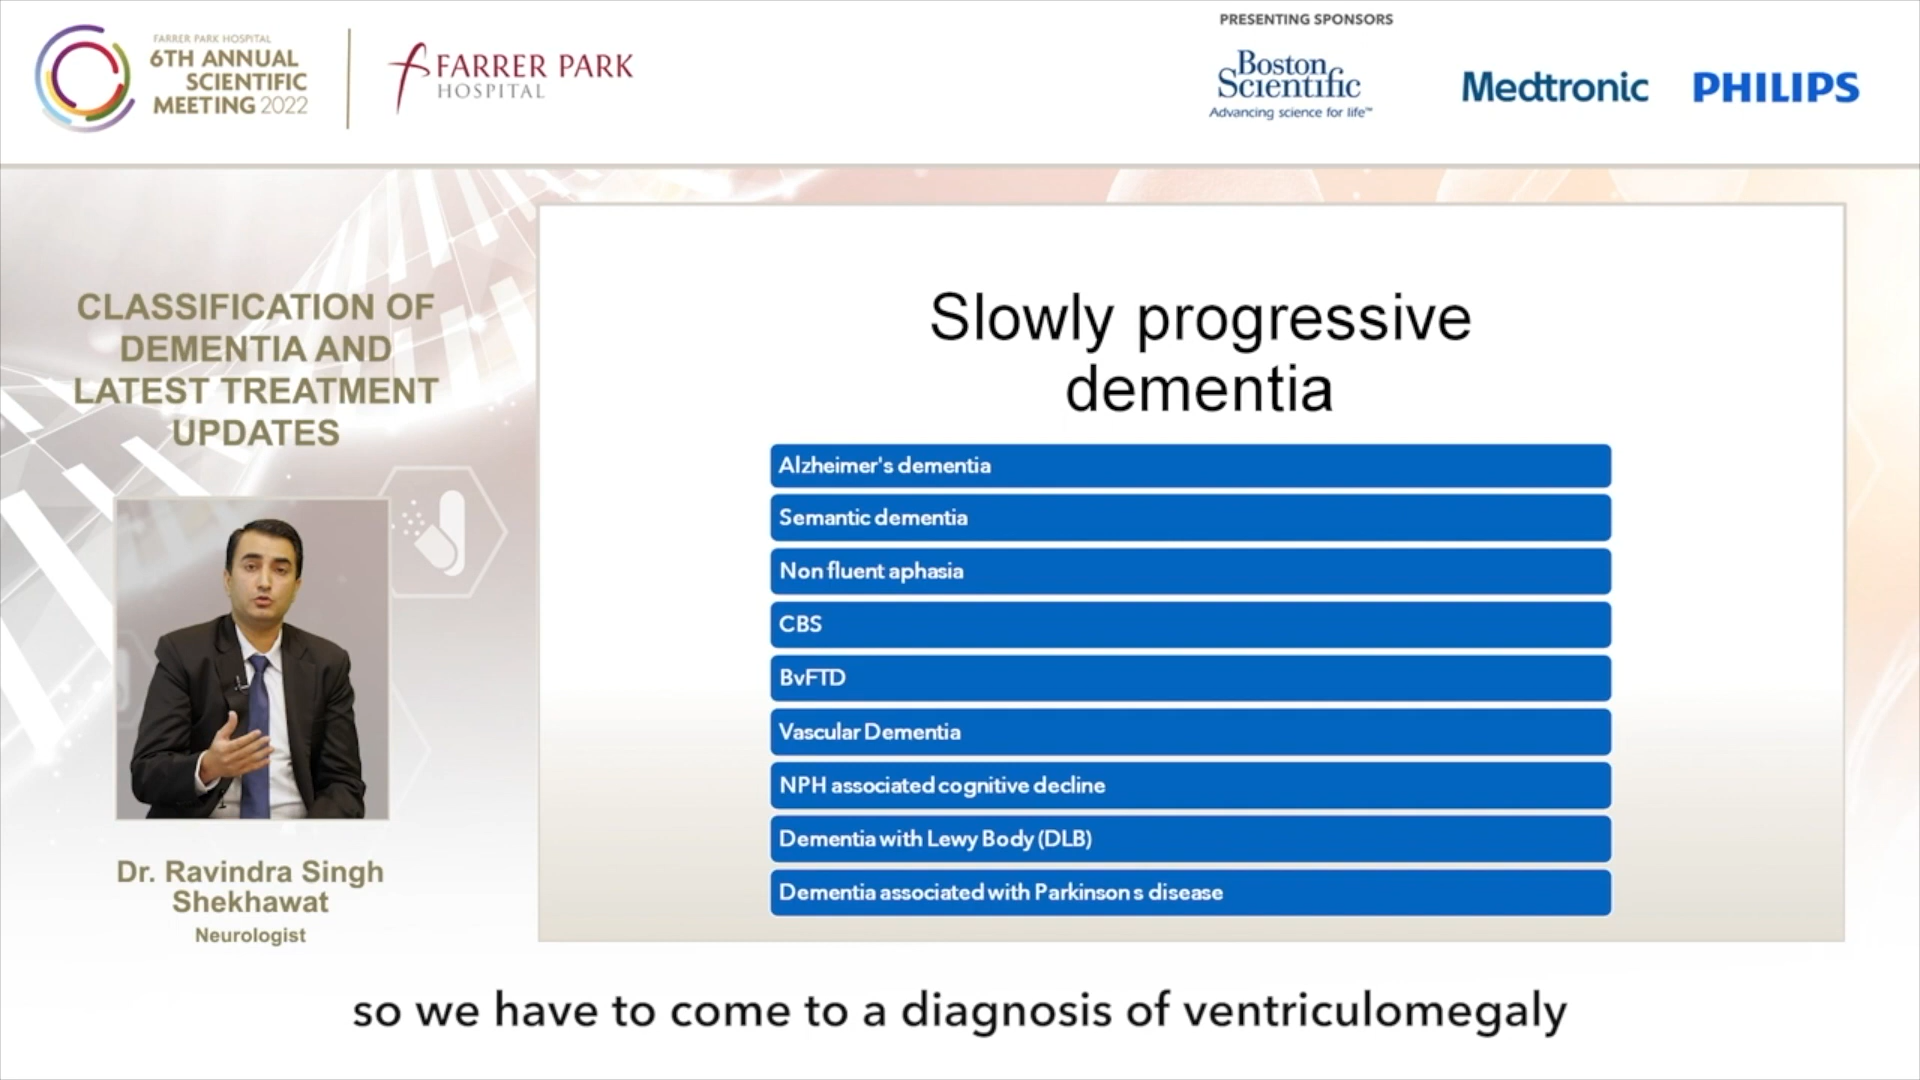 FARRER PARK HOSPITAL
6TH ANNUAL
SCIENTIFIC
MEETING 2022
FARRER PARK
HOSPITAL
PRESENTING SPONSORS
Boston
Scientific
Advancing science for life™
Medtronic
PHILIPS
CLASSIFICATION OF
DEMENTIA AND
LATEST TREATMENT
UPDATES
Dr. Ravindra Singh
Shekhawat
Neurologist
Slowly progressive
dementia
Alzheimer's dementia
Semantic dementia
Non fluent aphasia
CBS
BvFTD
Vascular Dementia
NPH associated cognitive decline
Dementia with Lewy Body (DLB)
Dementia associated with Parkinson s disease
so we have to come to a diagnosis of ventriculomegaly